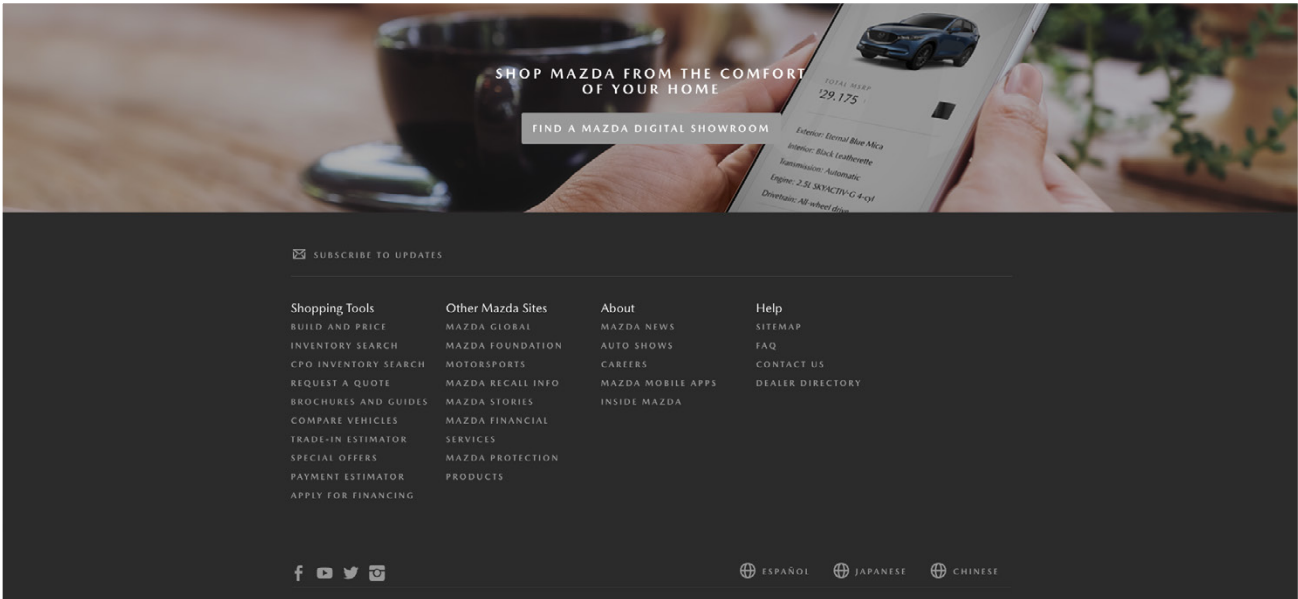 SHOP MAZDA FROM THE COMFORT
OF YOUR HOME
FIND A MAZDA DIGITAL SHOWROOM
TOTAL MSRP
$29,175
Exterior: Eternal Blue Mica
Interior: Black Leatherette
Transmission: Automatic
Engine: 2.5L SKYACTIV-G 4-cyl
Drivetrain: All-wheel drive
SUBSCRIBE TO UPDATES
Shopping Tools
BUILD AND PRICE
INVENTORY SEARCH
CPO INVENTORY SEARCH
REQUEST A QUOTE
BROCHURES AND GUIDES
COMPARE VEHICLES
TRADE-IN ESTIMATOR
SPECIAL OFFERS
PAYMENT ESTIMATOR
APPLY FOR FINANCING
Other Mazda Sites
MAZDA GLOBAL
MAZDA FOUNDATION
MOTORSPORTS
MAZDA RECALL INFO
MAZDA STORIES
MAZDA FINANCIAL
SERVICES
MAZDA PROTECTION
PRODUCTS
About
MAZDA NEWS
AUTO SHOWS
CAREERS
MAZDA MOBILE APPS
INSIDE MAZDA
Help
SITEMAP
FAQ
CONTACT US
DEALER DIRECTORY
ESPAÑOL
JAPANESE
CHINESE